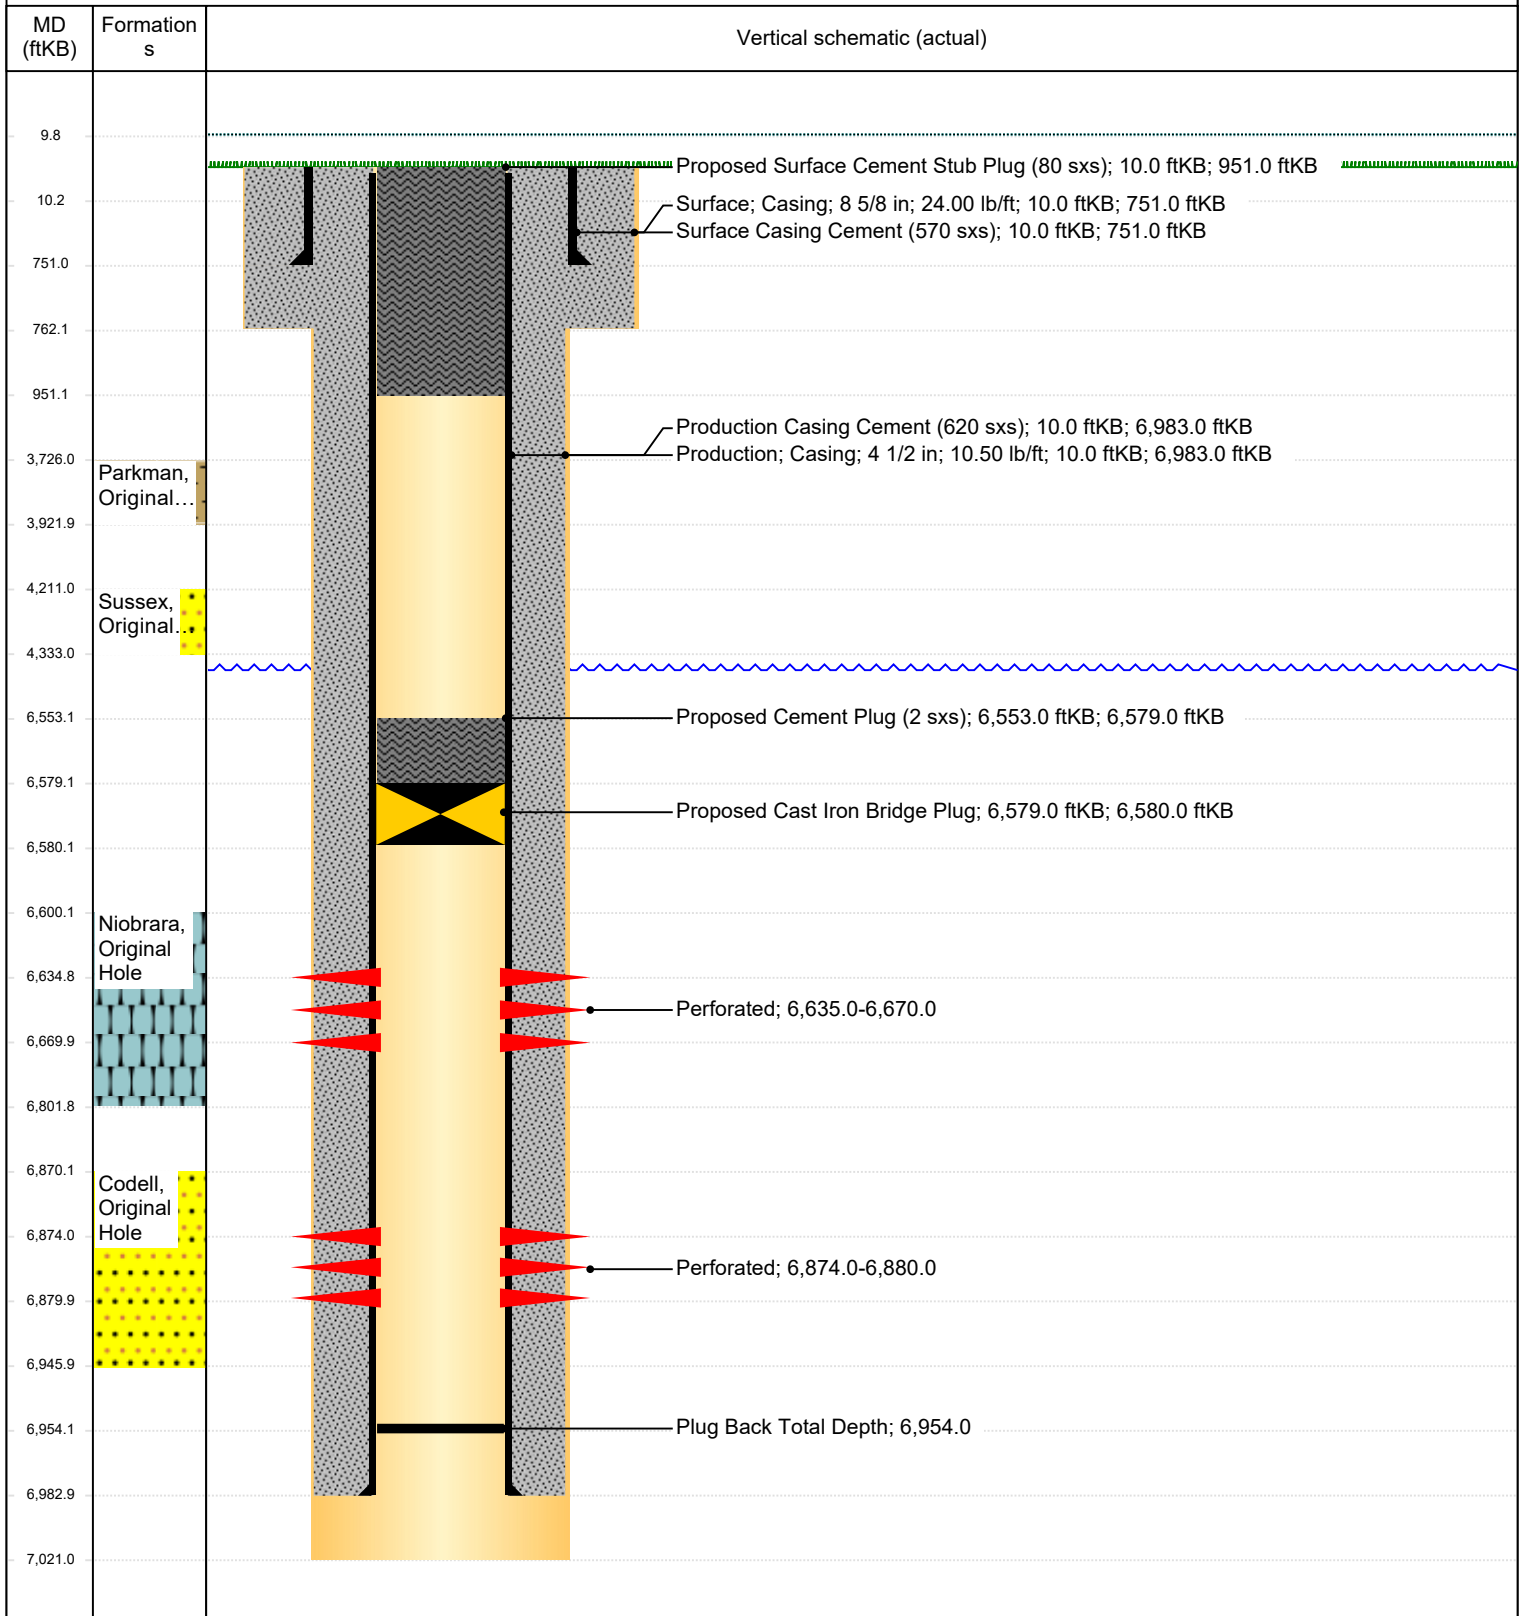 MD
(ftKB)
Formation
s
Vertical schematic (actual)
9.8
Proposed Surface Cement Stub Plug (80 sxs); 10.0 ftKB; 951.0 ftKB
10.2
Surface; Casing; 8 5/8 in; 24.00 lb/ft; 10.0 ftKB; 751.0 ftKB
Surface Casing Cement (570 sxs); 10.0 ftKB; 751.0 ftKB
751.0
762.1
951.1
Production Casing Cement (620 sxs); 10.0 ftKB; 6,983.0 ftKB
Production; Casing; 4 1/2 in; 10.50 lb/ft; 10.0 ftKB; 6,983.0 ftKB
3,726.0
Parkman,
Original...
3,921.9
4,211.0
Sussex,
Original...
4,333.0
6,553.1
Proposed Cement Plug (2 sxs); 6,553.0 ftKB; 6,579.0 ftKB
6,579.1
Proposed Cast Iron Bridge Plug; 6,579.0 ftKB; 6,580.0 ftKB
6,580.1
6,600.1
Niobrara,
Original
Hole
6,634.8
Perforated; 6,635.0-6,670.0
6,669.9
6,801.8
6,870.1
Codell,
Original
Hole
6,874.0
Perforated; 6,874.0-6,880.0
6,879.9
6,945.9
6,954.1
Plug Back Total Depth; 6,954.0
6,982.9
7,021.0